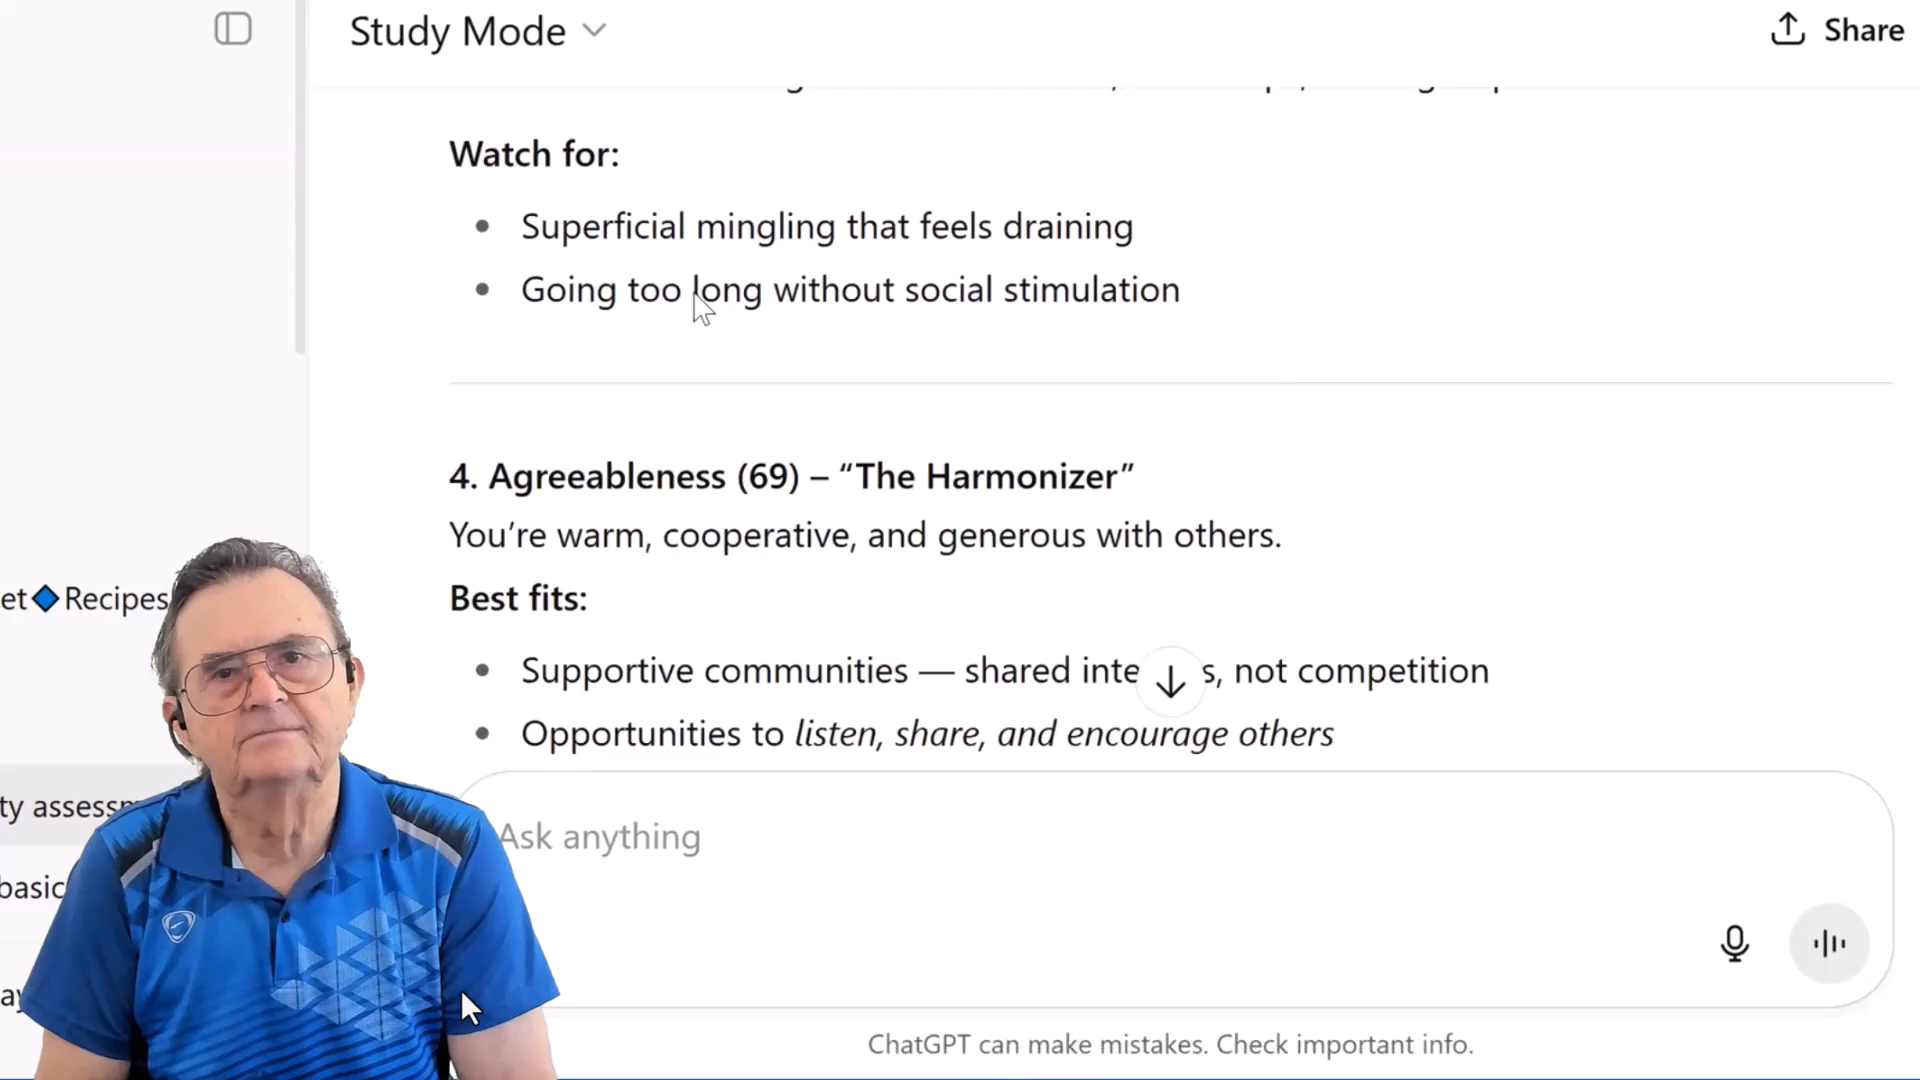 Study Mode
Share
Watch for:
Superficial mingling that feels draining
Going too long without social stimulation
4. Agreeableness (69) – “The Harmonizer”
You’re warm, cooperative, and generous with others.
Best fits:
et🔷Recipes
Supportive communities — shared inte s, not competition
Opportunities to listen, share, and encourage others
ty assess
Ask anything
basic
ChatGPT can make mistakes. Check important info.